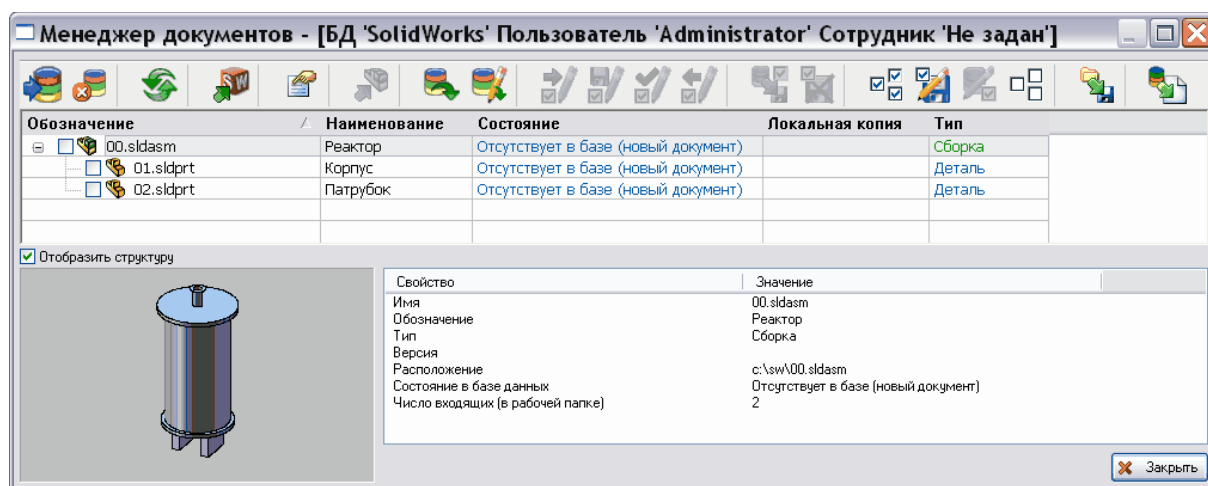 Менеджер документов - [БД 'SolidWorks' Пользователь 'Administrator' Сотрудник 'Не задан']
SW
Обозначение Наименование Состояние Локальная копия Тип
00.sldasm Реактор Отсутствует в базе (новый документ) Сборка
01.sldprt Корпус Отсутствует в базе (новый документ) Деталь
02.sldprt Патрубок Отсутствует в базе (новый документ) Деталь
Отобразить структуру
Свойство Значение
Имя 00.sldasm
Обозначение Реактор
Тип Сборка
Версия
Расположение c:\sw\00.sldasm
Состояние в базе данных Отсутствует в базе (новый документ)
Число входящих (в рабочей папке) 2
Закрыть